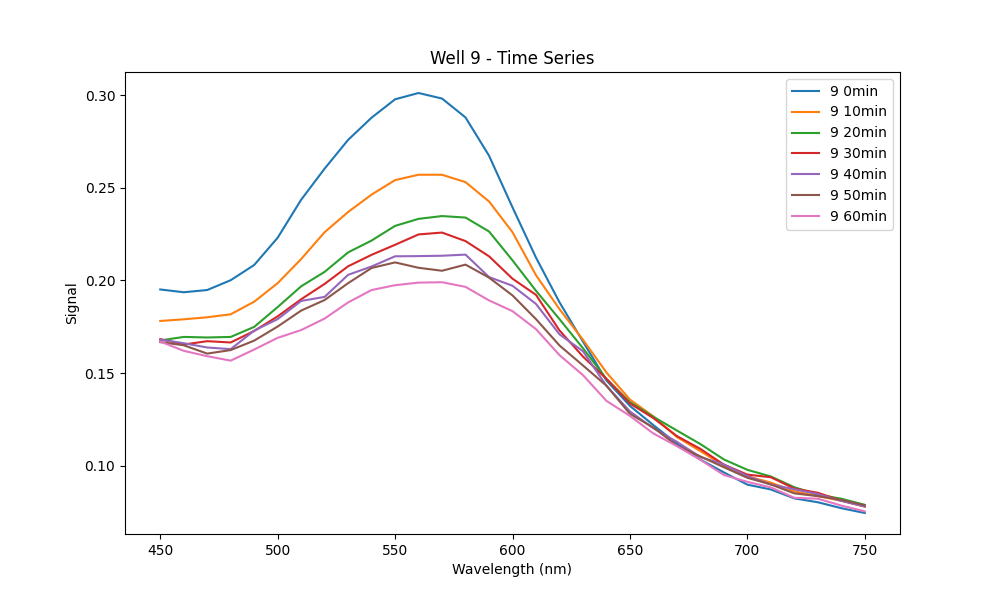 Well 9 - Time Series
9 0min
9 10min
9 20min
9 30min
9 40min
9 50min
9 60min
0.30
0.25
0.20
0.15
0.10
Signal
450 500 550 600 650 700 750
Wavelength (nm)